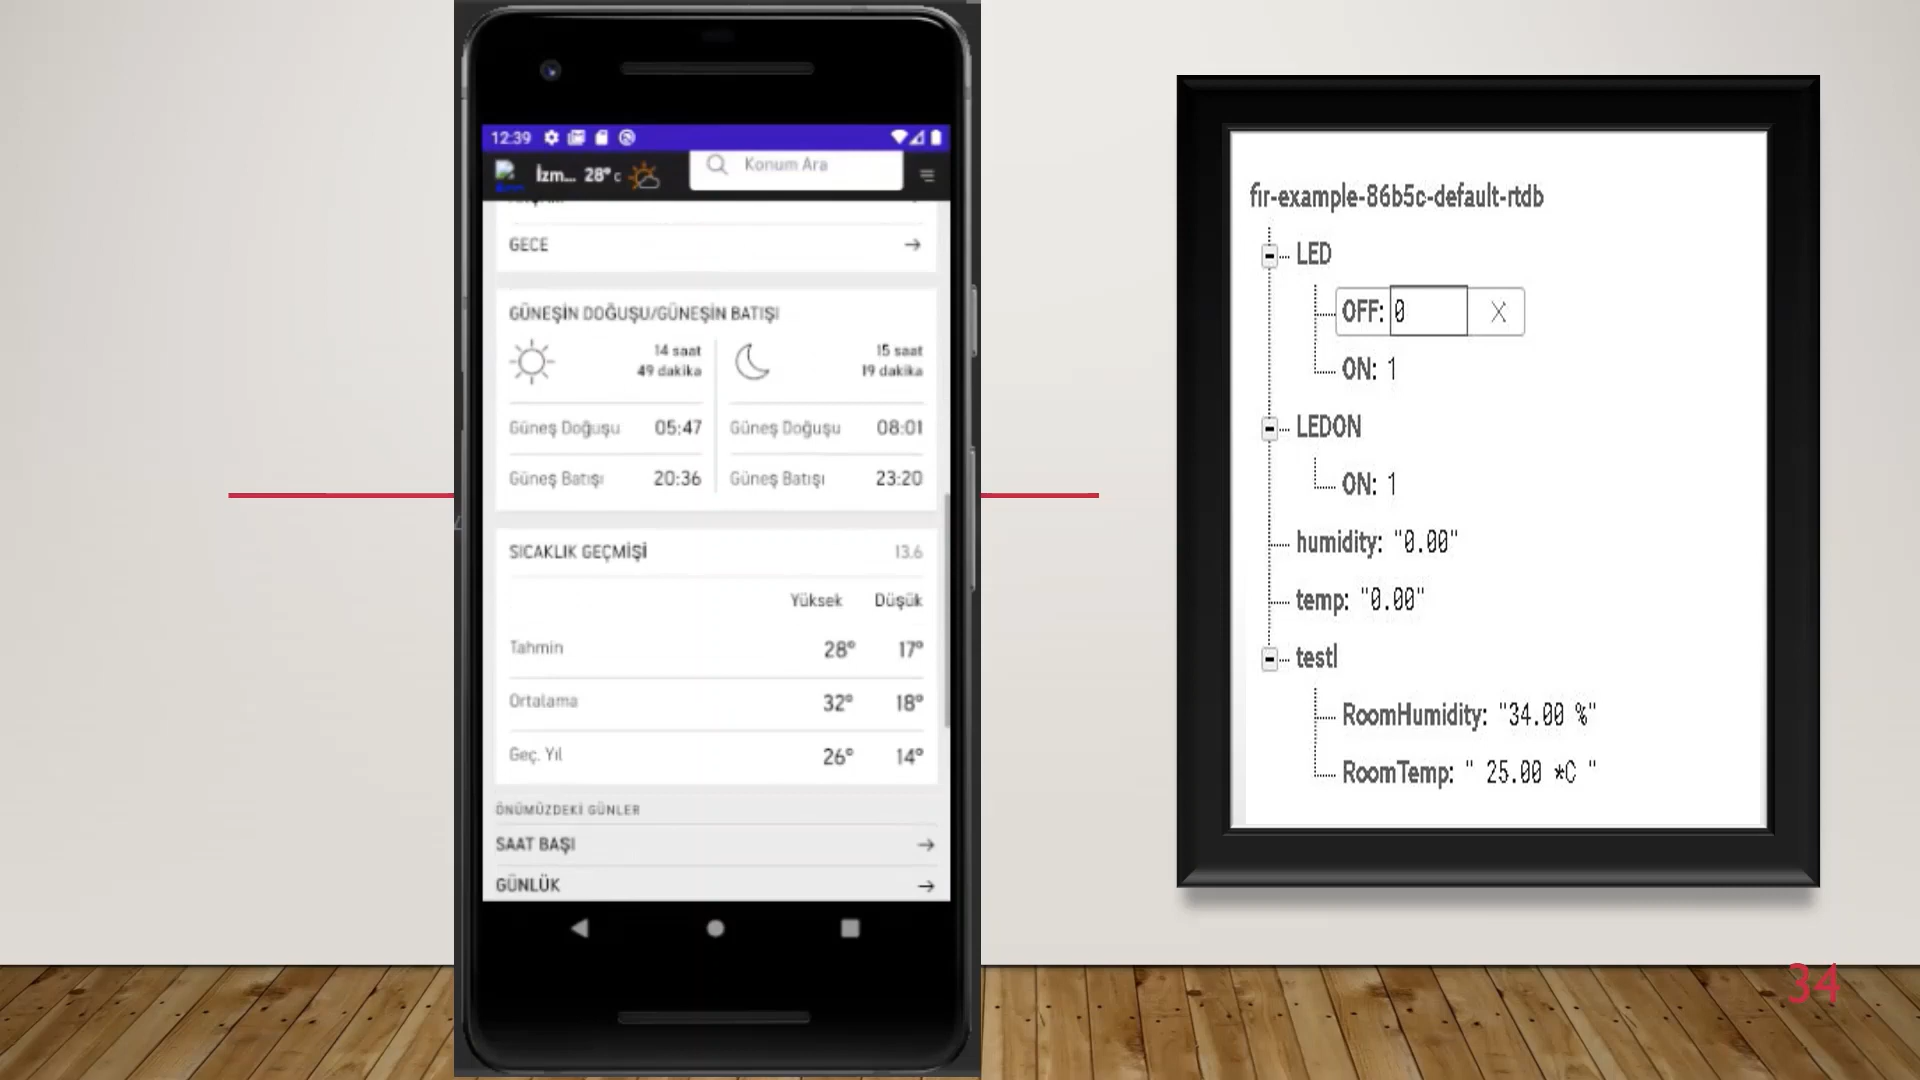 12:39
İzm... 28° c
Konum Ara
GECE
GÜNEŞİN DOĞUŞU/GÜNEŞİN BATIŞI
14 saat
49 dakika
15 saat
19 dakika
Güneş Doğuşu 05:47
Güneş Doğuşu 08:01
Güneş Batışı 20:36
Güneş Batışı 23:20
SICAKLIK GEÇMİŞİ 13.6
Yüksek Düşük
Tahmin 28° 17°
Ortalama 32° 18°
Geç. Yıl 26° 14°
ÖNÜMÜZDEKİ GÜNLER
SAAT BAŞI
GÜNLÜK
fir-example-86b5c-default-rtdb
LED
OFF: 0
ON: 1
LEDON
ON: 1
humidity: "0.00"
temp: "0.00"
testl
RoomHumidity: "34.00 %"
RoomTemp: " 25.00 *C "
34